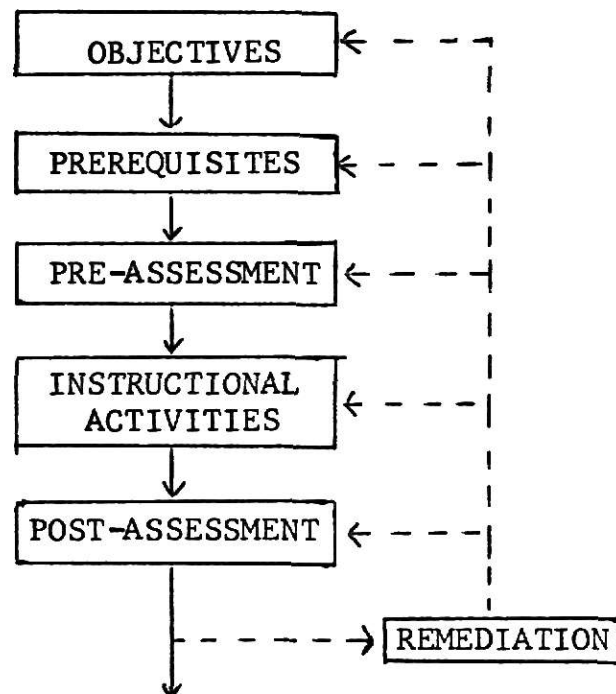 OBJECTIVES
PREREQUISITES
PRE-ASSESSMENT
INSTRUCTIONAL
ACTIVITIES
POST-ASSESSMENT
REMEDIATION